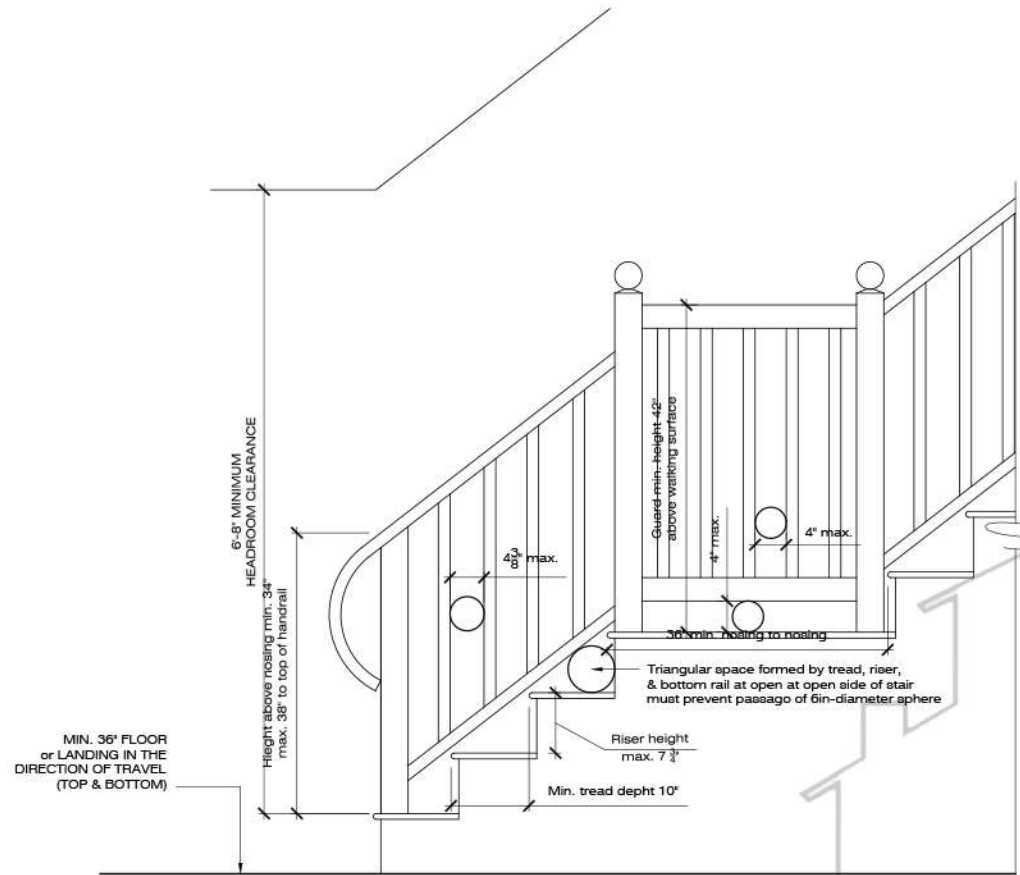 6'-8" MINIMUM
HEADROOM CLEARANCE
Hieght above nosing min. 34"
max. 38" to top of handrail
4 3/8" max.
Guard min. height 42"
above walking surface
4" max.
4" max.
36" min. nosing to nosing
Triangular space formed by tread, riser,
& bottom rail at open at open side of stair
must prevent passago of 6in-diameter sphere
Riser height
max. 7 3/4"
Min. tread depht 10"
MIN. 36" FLOOR
or LANDING IN THE
DIRECTION OF TRAVEL
(TOP & BOTTOM)